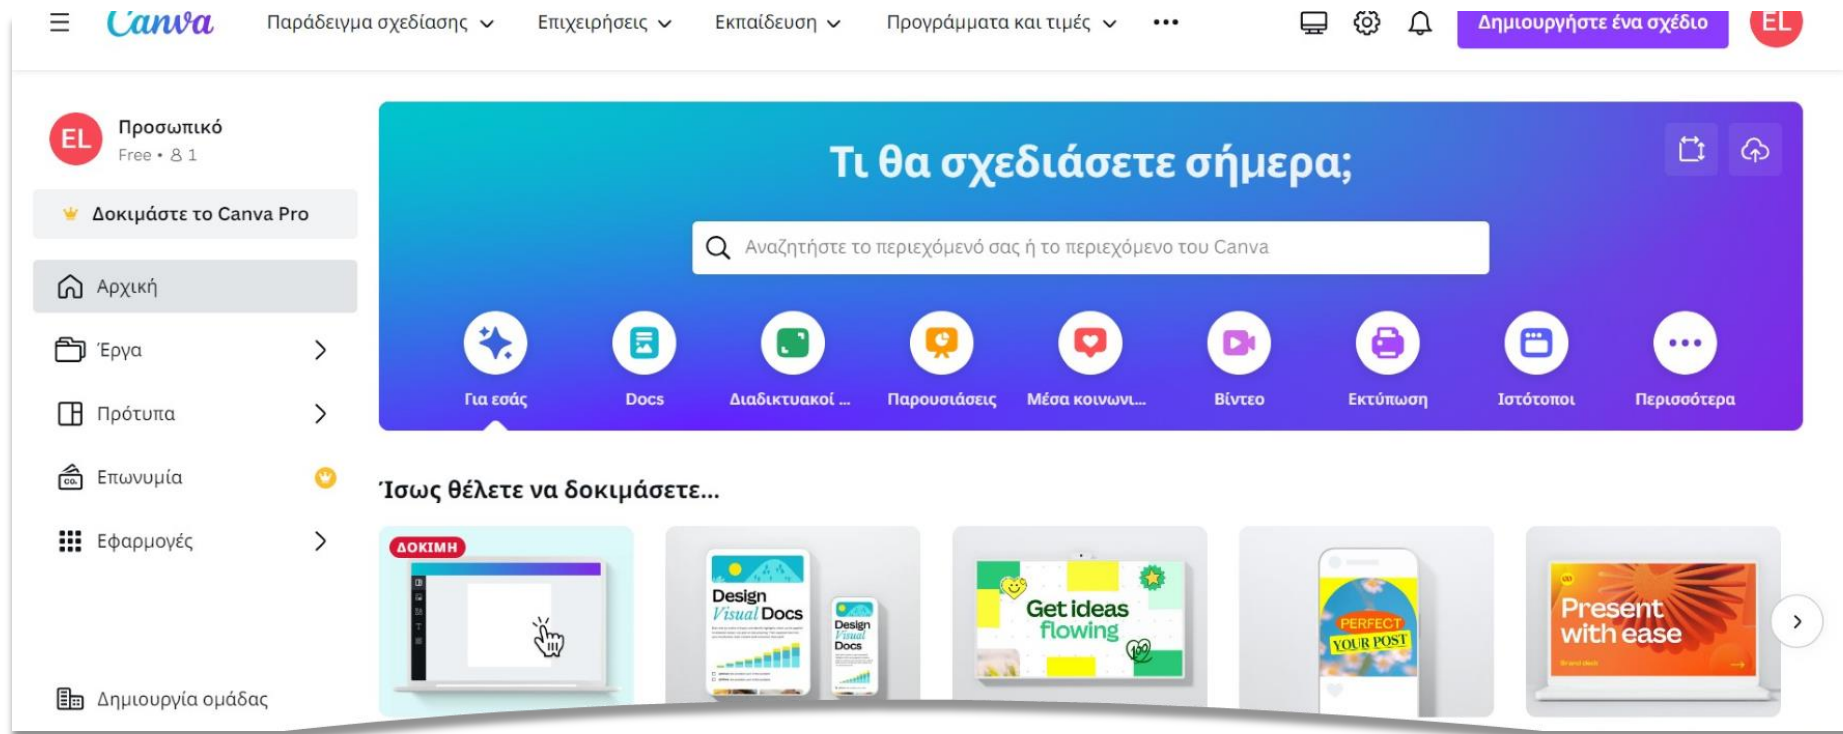 Canva Παράδειγμα σχεδίασης Επιχειρήσεις Εκπαίδευση Προγράμματα και τιμές ••• Δημιουργήστε ένα σχέδιο EL
EL Προσωπικό
Free • 1
Δοκιμάστε το Canva Pro
Αρχική
Έργα
Πρότυπα
Επωνυμία
Εφαρμογές
Δημιουργία ομάδας
Τι θα σχεδιάσετε σήμερα;
Αναζητήστε το περιεχόμενό σας ή το περιεχόμενο του Canva
Για εσάς Docs Διαδικτυακοί ... Παρουσιάσεις Μέσα κοινωνι... Βίντεο Εκτύπωση Ιστότοποι Περισσότερα
Ίσως θέλετε να δοκιμάσετε...
ΔΟΚΙΜΗ
Design
Visual Docs
Design
Visual
Docs
Get ideas
flowing
100
PERFECT
YOUR POST
Present
with ease